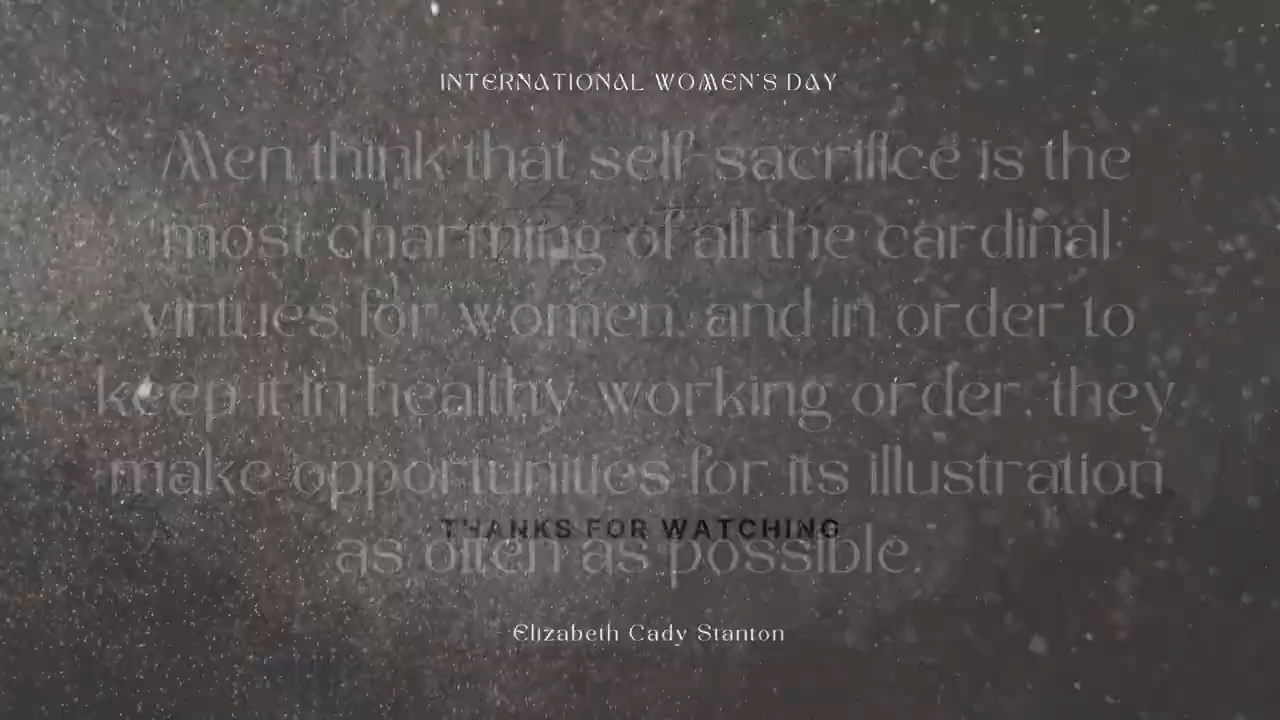 INTERNATIONAL WOMEN'S DAY
Men think that self-sacrifice is the
most charming of all the cardinal
virtues for women, and in order to
keep it in healthy working order, they
make opportunities for its illustration
THANKS FOR WATCHING
as often as possible.
Elizabeth Cady Stanton